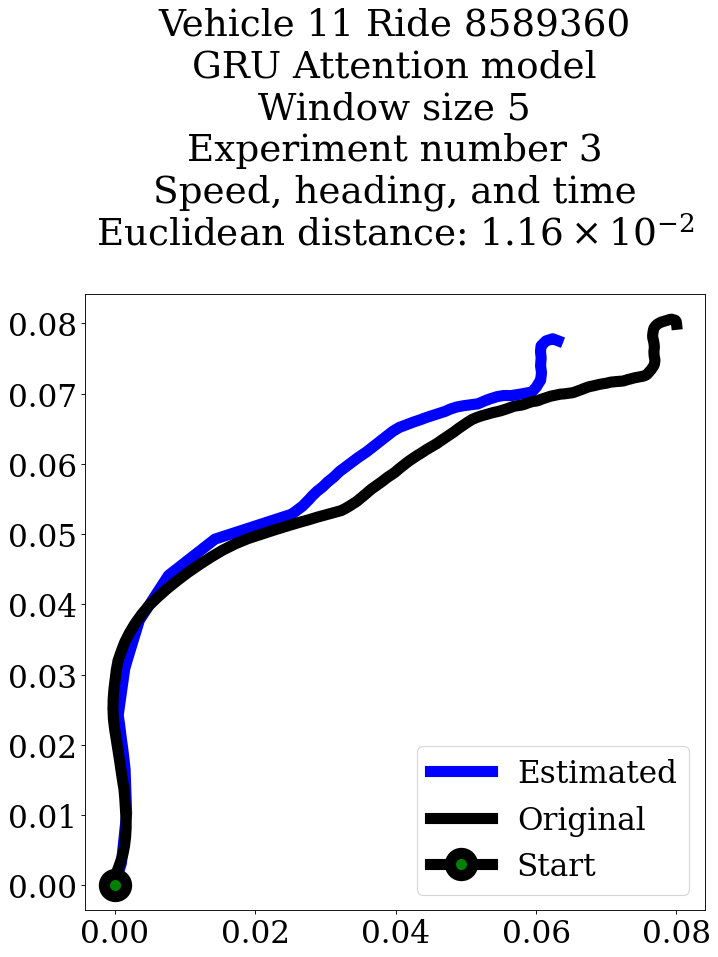 Vehicle 11 Ride 8589360
GRU Attention model
Window size 5
Experiment number 3
Speed, heading, and time
Euclidean distance: 1.16 × 10⁻²
0.08
0.07
0.06
0.05
0.04
0.03
0.02
0.01
0.00
Estimated
Original
Start
0.00 0.02 0.04 0.06 0.08